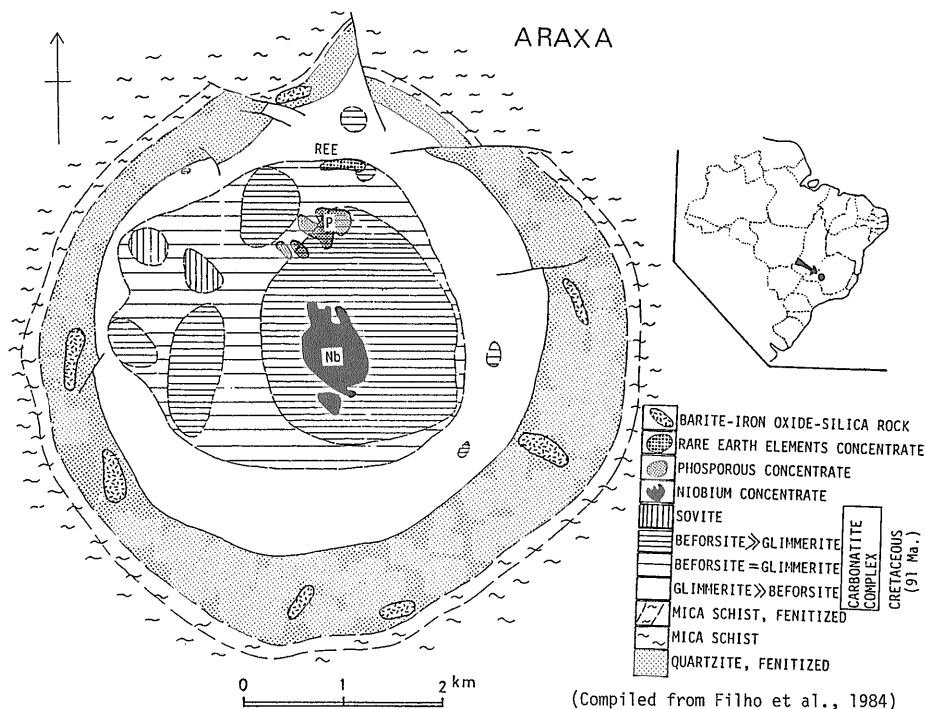 ARAXA
REE
P
Nb
BARITE-IRON OXIDE-SILICA ROCK
RARE EARTH ELEMENTS CONCENTRATE
PHOSPOROUS CONCENTRATE
NIOBIUM CONCENTRATE
SOVITE
BEFORSITE≫GLIMMERITE
BEFORSITE=GLIMMERITE
GLIMMERITE≫BEFORSITE
MICA SCHIST, FENITIZED
MICA SCHIST
QUARTZITE, FENITIZED
CARBONATITE
COMPLEX
CRETACEOUS
(91 Ma.)
0 1 2 km
(Compiled from Filho et al., 1984)